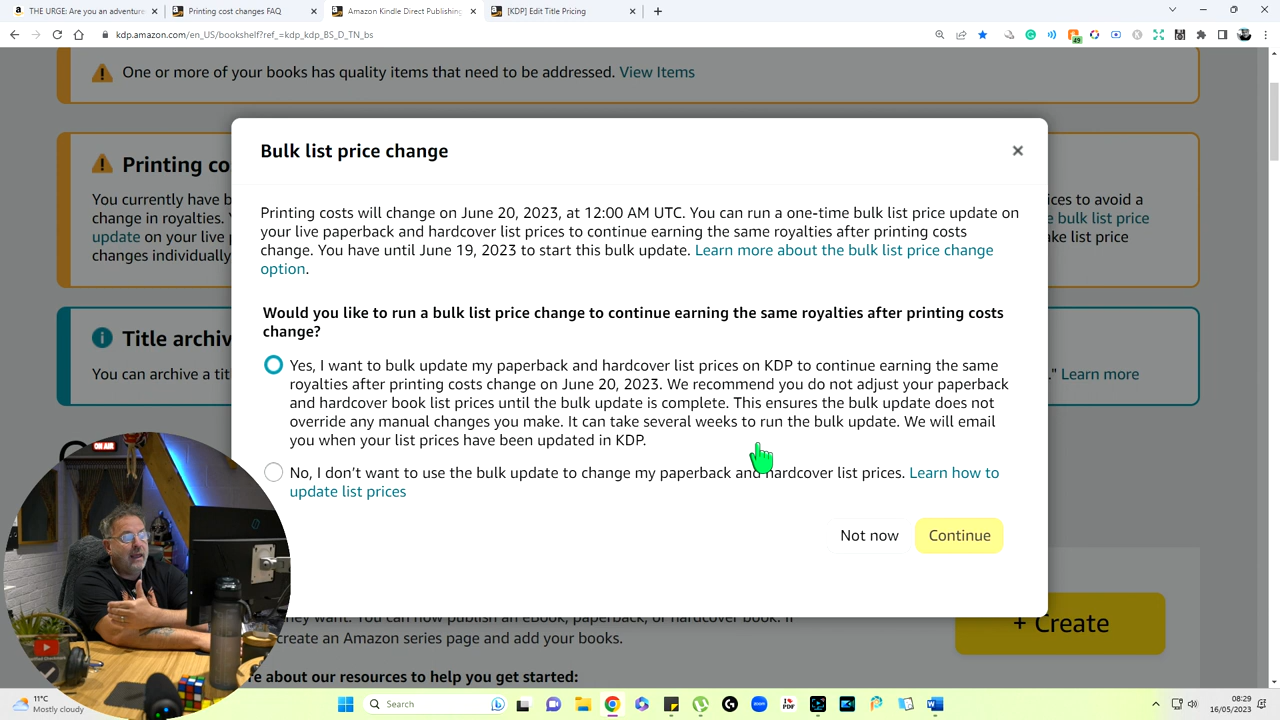 THE URGE: Are you an adventure
Printing cost changes FAQ
Amazon Kindle Direct Publishing
[KDP] Edit Title Pricing
kdp.amazon.com/en_US/bookshelf?ref_=kdp_kdp_BS_D_TN_bs
49
One or more of your books has quality items that need to be addressed. View Items
Bulk list price change
Printing co
You currently have b
change in royalties.
update on your live
changes individually
ices to avoid a
e bulk list price
ke list price
Printing costs will change on June 20, 2023, at 12:00 AM UTC. You can run a one-time bulk list price update on
your live paperback and hardcover list prices to continue earning the same royalties after printing costs
change. You have until June 19, 2023 to start this bulk update. Learn more about the bulk list price change
option.
Would you like to run a bulk list price change to continue earning the same royalties after printing costs
change?
Title archiv
You can archive a tit
." Learn more
Yes, I want to bulk update my paperback and hardcover list prices on KDP to continue earning the same
royalties after printing costs change on June 20, 2023. We recommend you do not adjust your paperback
and hardcover book list prices until the bulk update is complete. This ensures the bulk update does not
override any manual changes you make. It can take several weeks to run the bulk update. We will email
you when your list prices have been updated in KDP.
No, I don't want to use the bulk update to change my paperback and hardcover list prices. Learn how to
update list prices
Not now
Continue
ON AIR
they want. You can now publish an eBook, paperback, or hardcover book. If
create an Amazon series page and add your books.
+ Create
e about our resources to help you get started:
11°C
Mostly cloudy
Search
08:29
16/05/2023